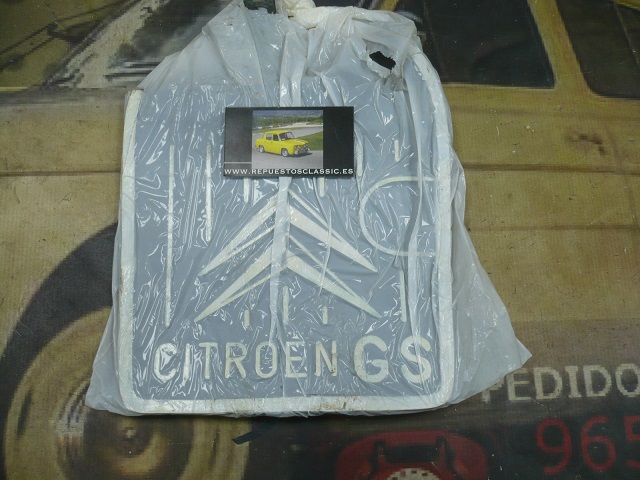 WWW.REPUESTOSCLASSIC.ES
CITROEN GS
PEDIDO
965